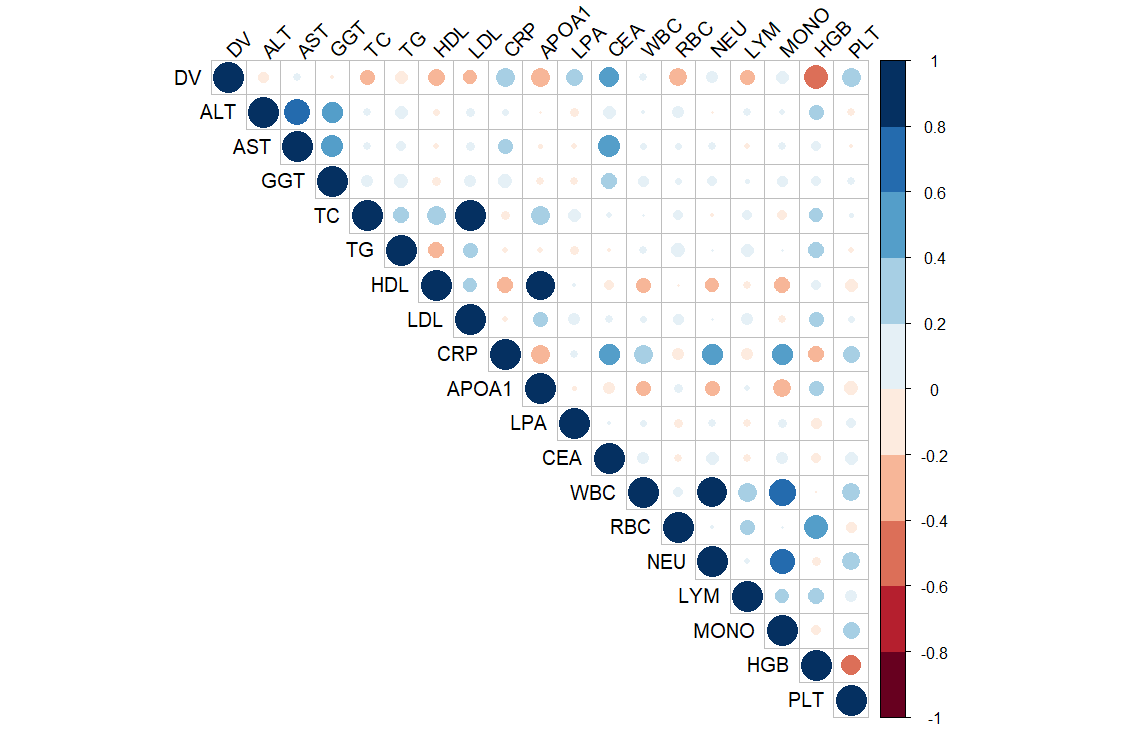 DV ALT AST GGT TC TG HDL LDL CRP APOA1 LPA CEA WBC RBC NEU LYM MONO HGB PLT
DV
ALT
AST
GGT
TC
TG
HDL
LDL
CRP
APOA1
LPA
CEA
WBC
RBC
NEU
LYM
MONO
HGB
PLT
1
0.8
0.6
0.4
0.2
0
-0.2
-0.4
-0.6
-0.8
-1